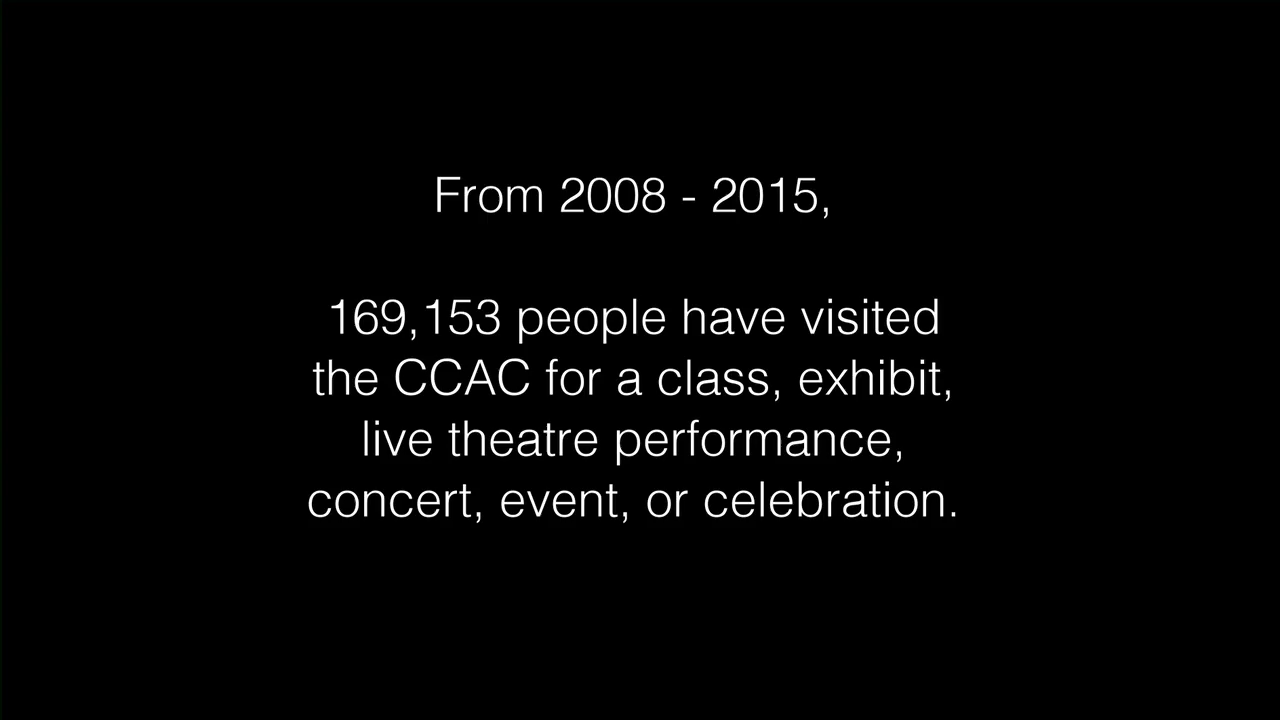 From 2008 - 2015,
169,153 people have visited
the CCAC for a class, exhibit,
live theatre performance,
concert, event, or celebration.